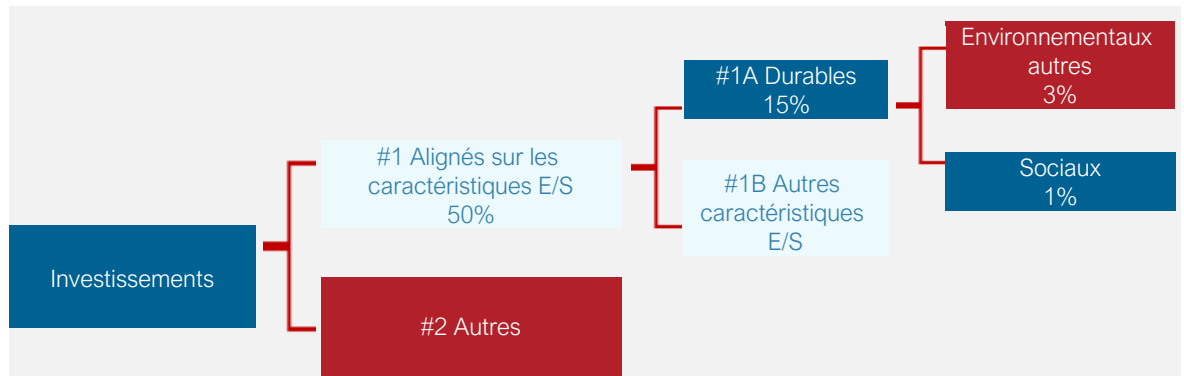 Investissements
#1 Alignés sur les
caractéristiques E/S
50%
#2 Autres
#1A Durables
15%
#1B Autres
caractéristiques
E/S
Environnementaux
autres
3%
Sociaux
1%